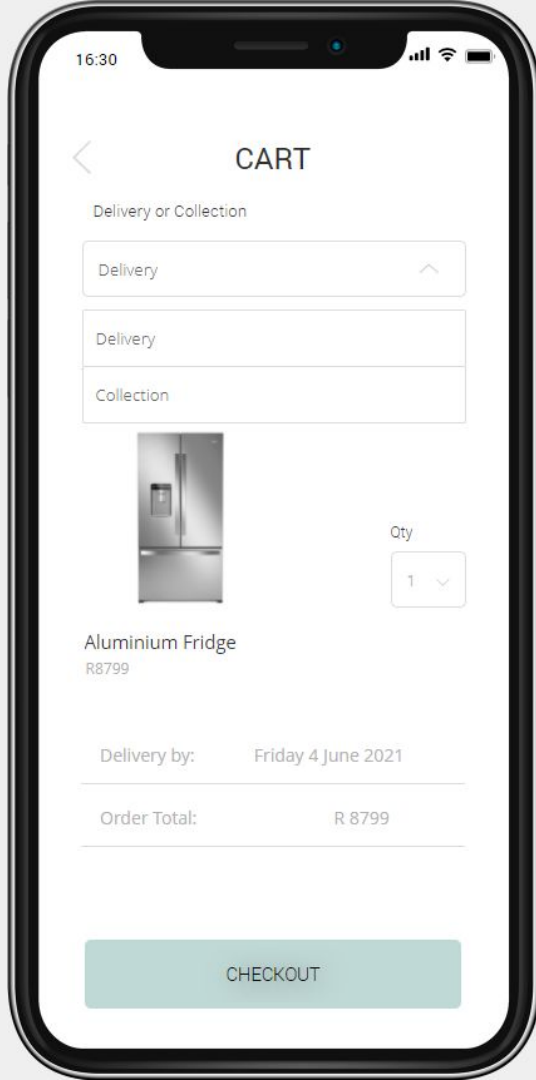 16:30
CART
Delivery or Collection
Delivery
Delivery
Collection
Qty
1
Aluminium Fridge
R8799
Delivery by: Friday 4 June 2021
Order Total: R 8799
CHECKOUT